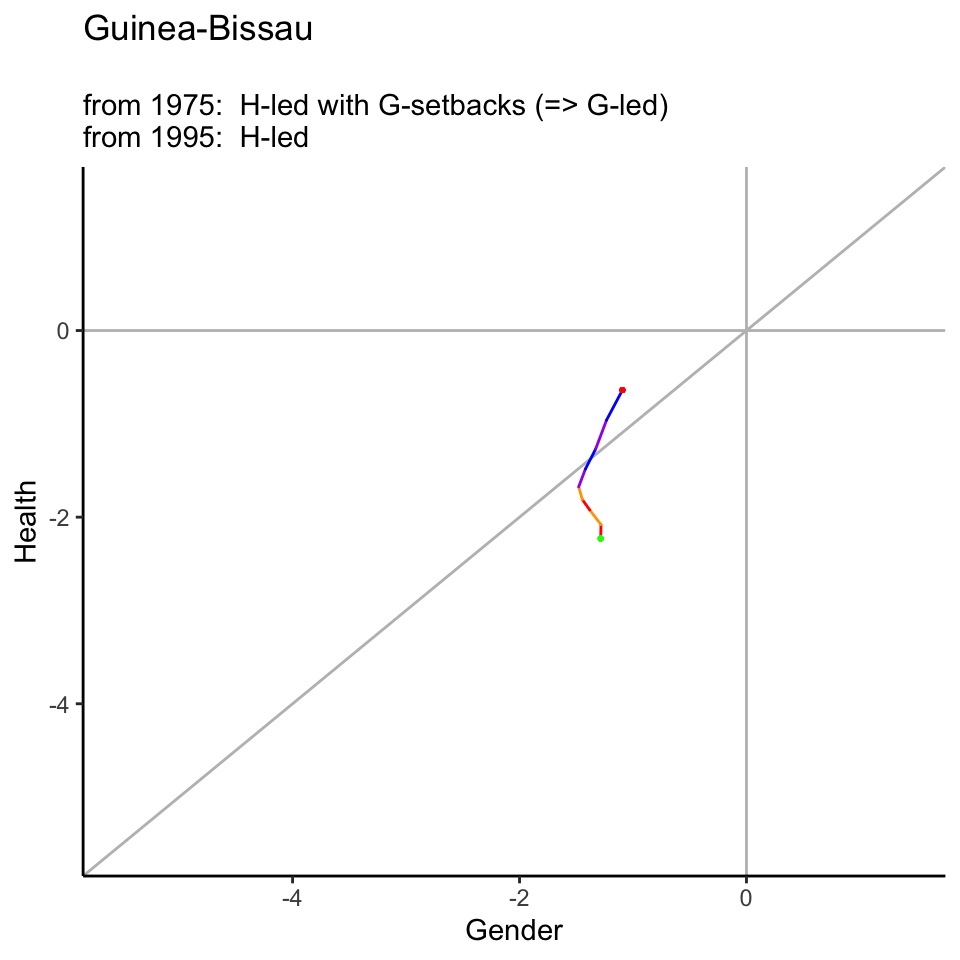 Guinea-Bissau
from 1975:  H-led with G-setbacks (=> G-led)
from 1995:  H-led
Health
0
-2
-4
-4
-2
0
Gender